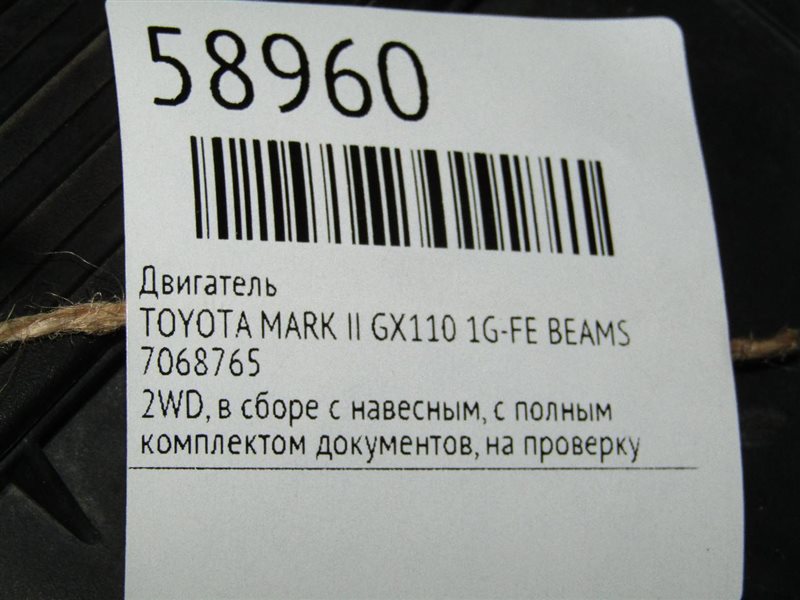 58960
Двигатель
TOYOTA MARK II GX110 1G-FE BEAMS
7068765
2WD, в сборе с навесным, с полным
комплектом документов, на проверку